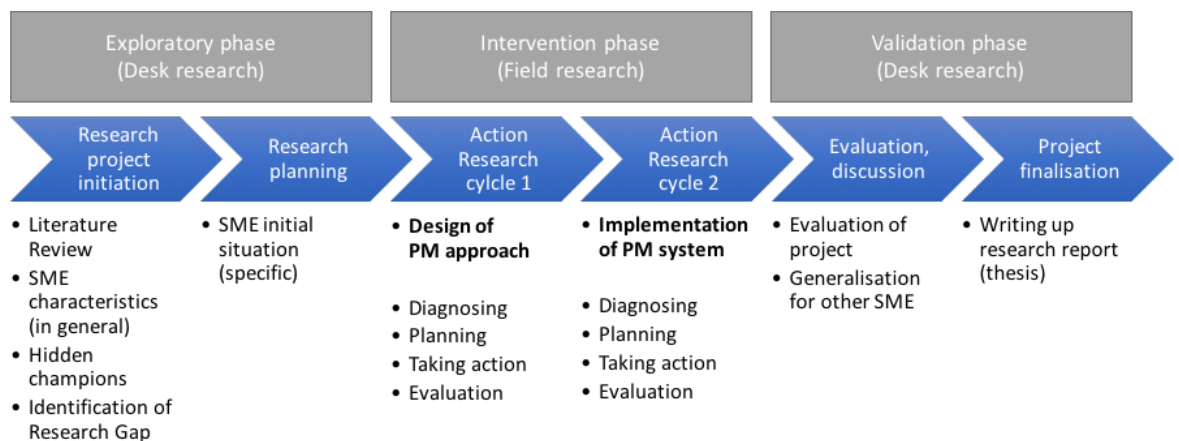 Exploratory phase
(Desk research)
Intervention phase
(Field research)
Validation phase
(Desk research)
Research
project
initiation
Research
planning
Action
Research
cylcle 1
Action
Research
cycle 2
Evaluation,
discussion
Project
finalisation
• Literature
Review
• SME
characteristics
(in general)
• Hidden
champions
• Identification of
Research Gap
• SME initial
situation
(specific)
• Design of
PM approach
• Diagnosing
• Planning
• Taking action
• Evaluation
• Implementation
of PM system
• Diagnosing
• Planning
• Taking action
• Evaluation
• Evaluation of
project
• Generalisation
for other SME
• Writing up
research report
(thesis)